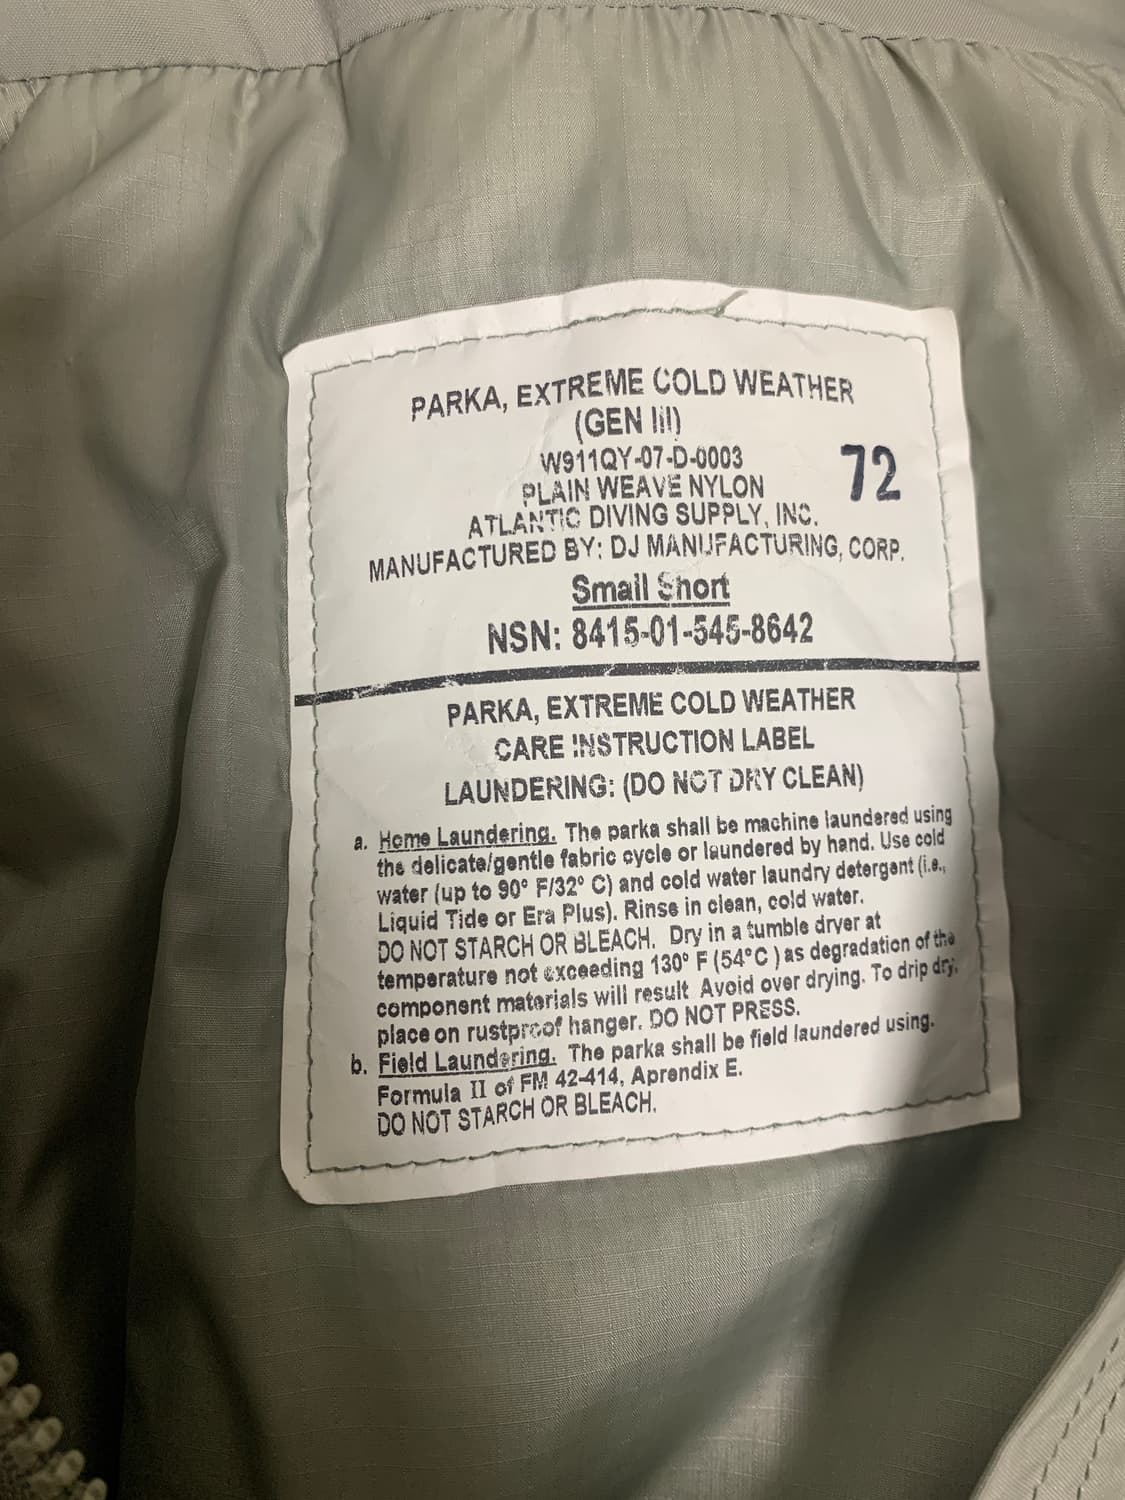 PARKA, EXTREME COLD WEATHER
(GEN III)
W911QY-07-D-0003
72
PLAIN WEAVE NYLON
ATLANTIC DIVING SUPPLY, INC.
MANUFACTURED BY: DJ MANUFACTURING, CORP.
Small Short
NSN: 8415-01-545-8642
PARKA, EXTREME COLD WEATHER
CARE INSTRUCTION LABEL
LAUNDERING: (DO NOT DRY CLEAN)
a. Home Laundering. The parka shall be machine laundered using
the delicate/gentle fabric cycle or laundered by hand. Use cold
water (up to 90° F/32° C) and cold water laundry detergent (i.e.,
Liquid Tide or Era Plus). Rinse in clean, cold water.
DO NOT STARCH OR BLEACH. Dry in a tumble dryer at
temperature not exceeding 130° F (54°C ) as degradation of the
component materials will result Avoid over drying. To drip dry,
place on rustproof hanger. DO NOT PRESS.
b. Field Laundering. The parka shall be field laundered using.
Formula II of FM 42-414, Aprendix E.
DO NOT STARCH OR BLEACH.